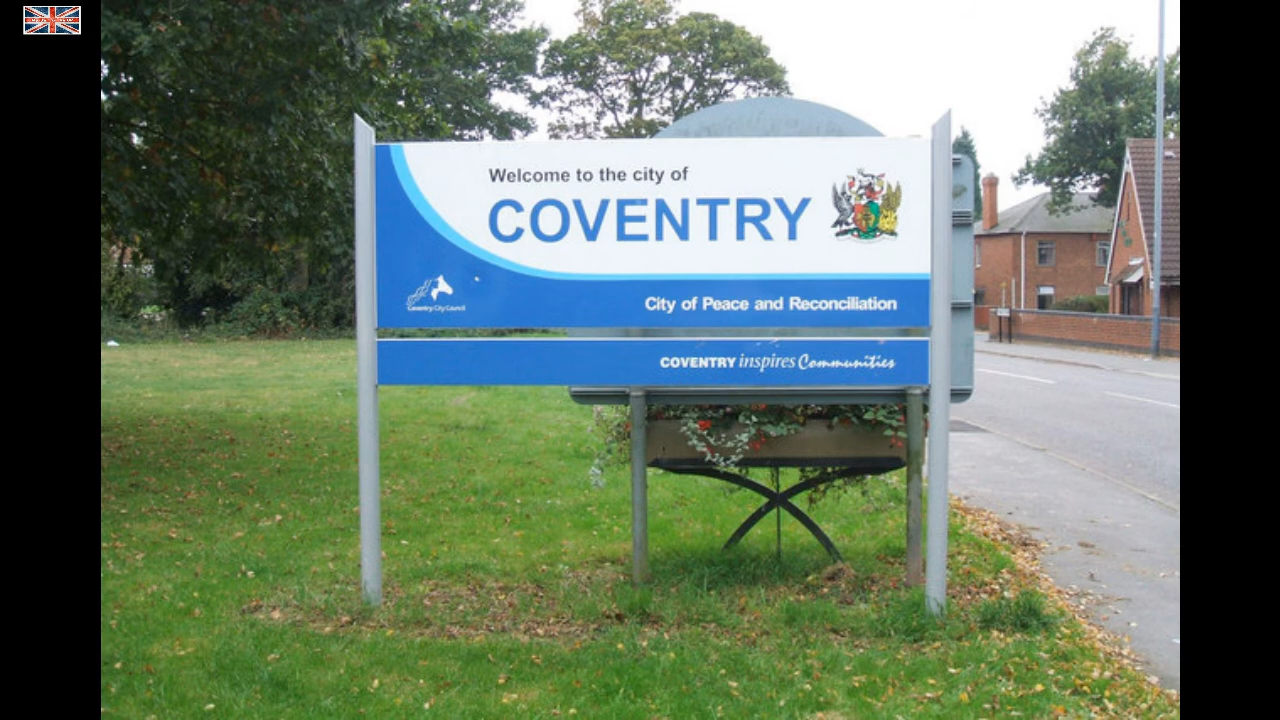 Welcome to the city of
COVENTRY
Coventry City Council
City of Peace and Reconciliation
COVENTRY inspires Communities